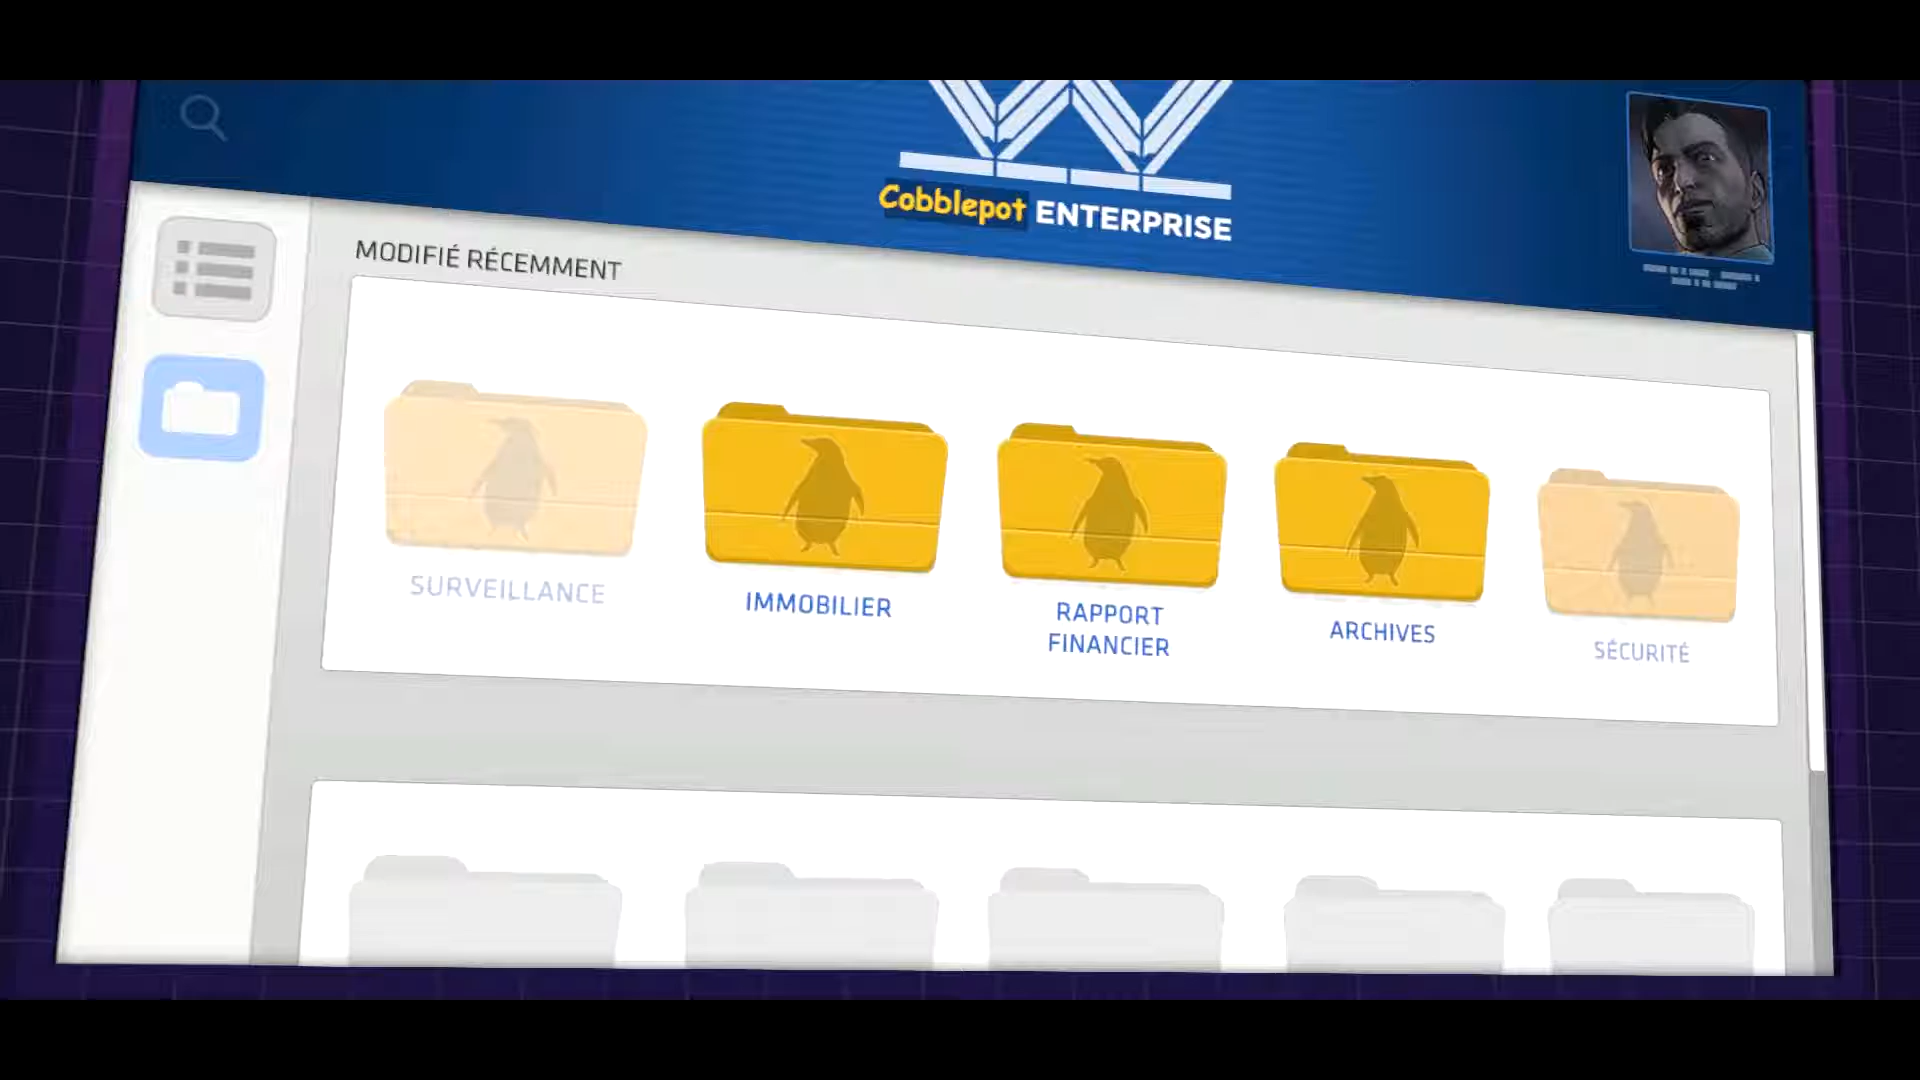 Cobblepot ENTERPRISE
MODIFIÉ RÉCEMMENT
SURVEILLANCE
IMMOBILIER
RAPPORT
FINANCIER
ARCHIVES
SÉCURITÉ